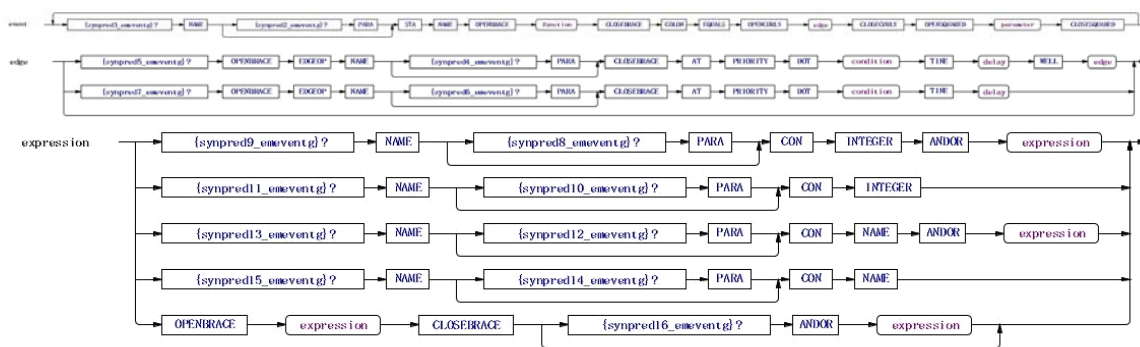 event {synpred3_emeventg}? NAME {synpred2_emeventg}? PARA STA NAME OPENBRACE function CLOSEBRACE COLON EQUALS OPENCURLY edge CLOSECURLY OPENSQUARED parameter CLOSESQUARED
edge {synpred5_emeventg}? OPENBRACE EDGEOP NAME {synpred4_emeventg}? PARA CLOSEBRACE AT PRIORITY DOT condition TIME delay WELL edge
{synpred7_emeventg}? OPENBRACE EDGEOP NAME {synpred6_emeventg}? PARA CLOSEBRACE AT PRIORITY DOT condition TIME delay
expression {synpred9_emeventg}? NAME {synpred8_emeventg}? PARA CON INTEGER ANDOR expression
{synpred11_emeventg}? NAME {synpred10_emeventg}? PARA CON INTEGER
{synpred13_emeventg}? NAME {synpred12_emeventg}? PARA CON NAME ANDOR expression
{synpred15_emeventg}? NAME {synpred14_emeventg}? PARA CON NAME
OPENBRACE expression CLOSEBRACE {synpred16_emeventg}? ANDOR expression